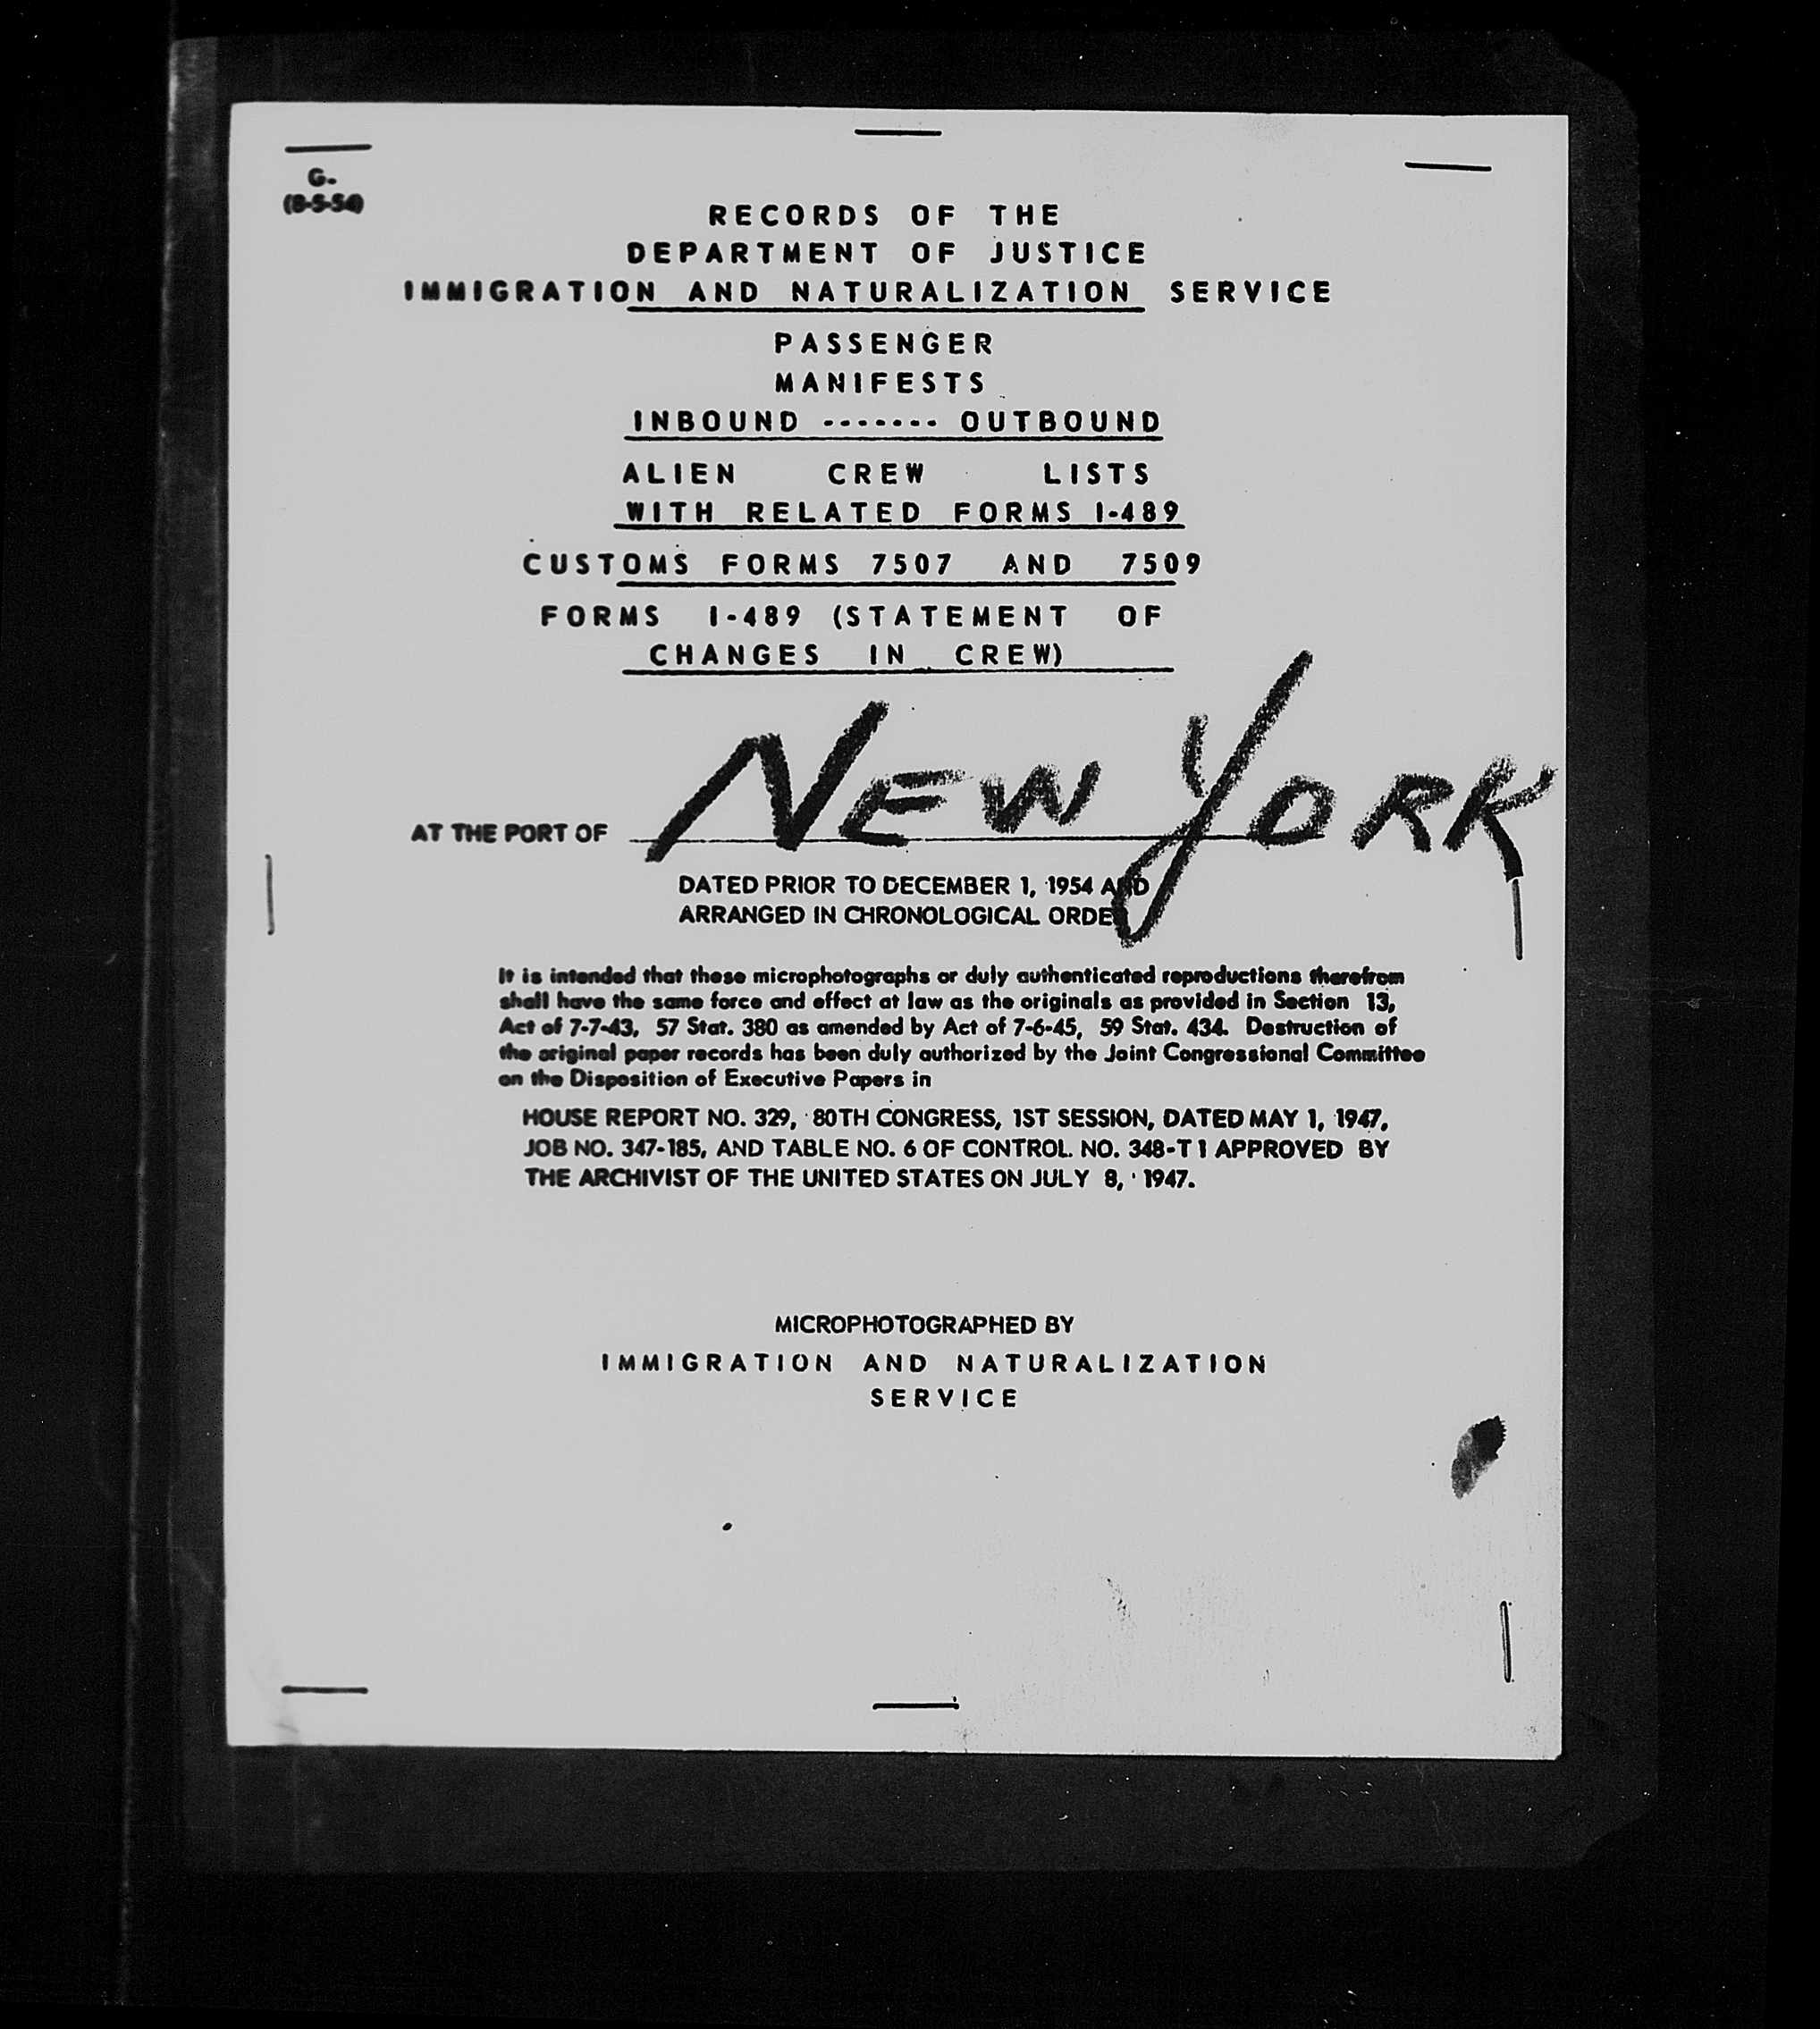 G-
(8-5-54)
RECORDS OF THE
DEPARTMENT OF JUSTICE
IMMIGRATION AND NATURALIZATION SERVICE
PASSENGER
MANIFESTS
INBOUND ------- OUTBOUND
ALIEN CREW LISTS
WITH RELATED FORMS I-489
CUSTOMS FORMS 7507 AND 7509
FORMS I-489 (STATEMENT OF
CHANGES IN CREW)
AT THE PORT OF NEW YORK
DATED PRIOR TO DECEMBER 1, 1954 AND
ARRANGED IN CHRONOLOGICAL ORDER
It is intended that these microphotographs or duly authenticated reproductions therefrom
shall have the same force and effect at law as the originals as provided in Section 13,
Act of 7-7-43, 57 Stat. 380 as amended by Act of 7-6-45, 59 Stat. 434. Destruction of
the original paper records has been duly authorized by the Joint Congressional Committee
on the Disposition of Executive Papers in
HOUSE REPORT NO. 329, 80TH CONGRESS, 1ST SESSION, DATED MAY 1, 1947,
JOB NO. 347-185, AND TABLE NO. 6 OF CONTROL. NO. 348-T1 APPROVED BY
THE ARCHIVIST OF THE UNITED STATES ON JULY 8, 1947.
MICROPHOTOGRAPHED BY
IMMIGRATION AND NATURALIZATION
SERVICE